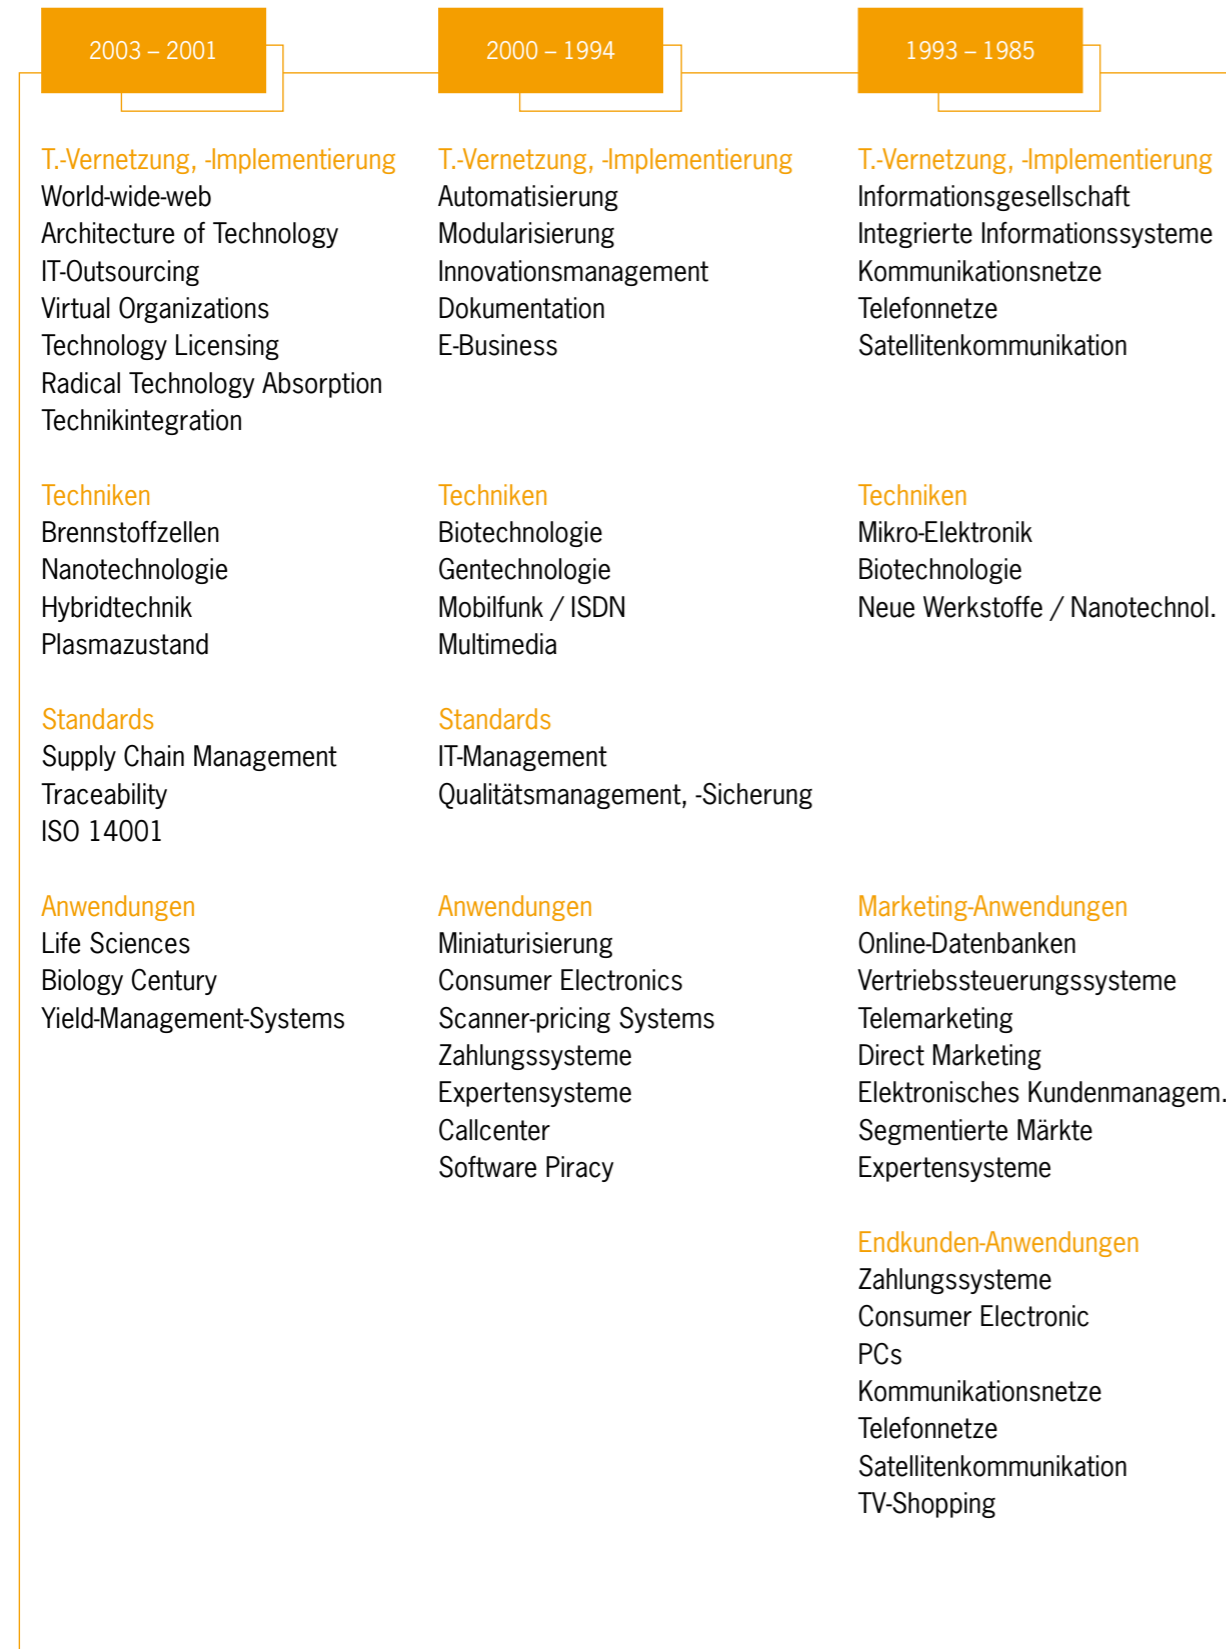 2003 – 2001
T.-Vernetzung, -Implementierung
World-wide-web
Architecture of Technology
IT-Outsourcing
Virtual Organizations
Technology Licensing
Radical Technology Absorption
Technikintegration
Techniken
Brennstoffzellen
Nanotechnologie
Hybridtechnik
Plasmazustand
Standards
Supply Chain Management
Traceability
ISO 14001
Anwendungen
Life Sciences
Biology Century
Yield-Management-Systems
2000 – 1994
T.-Vernetzung, -Implementierung
Automatisierung
Modularisierung
Innovationsmanagement
Dokumentation
E-Business
Techniken
Biotechnologie
Gentechnologie
Mobilfunk / ISDN
Multimedia
Standards
IT-Management
Qualitätsmanagement, -Sicherung
Anwendungen
Miniaturisierung
Consumer Electronics
Scanner-pricing Systems
Zahlungssysteme
Expertensysteme
Callcenter
Software Piracy
1993 – 1985
T.-Vernetzung, -Implementierung
Informationsgesellschaft
Integrierte Informationssysteme
Kommunikationsnetze
Telefonnetze
Satellitenkommunikation
Techniken
Mikro-Elektronik
Biotechnologie
Neue Werkstoffe / Nanotechnol.
Marketing-Anwendungen
Online-Datenbanken
Vertriebssteuerungssysteme
Telemarketing
Direct Marketing
Elektronisches Kundenmanagem.
Segmentierte Märkte
Expertensysteme
Endkunden-Anwendungen
Zahlungssysteme
Consumer Electronic
PCs
Kommunikationsnetze
Telefonnetze
Satellitenkommunikation
TV-Shopping